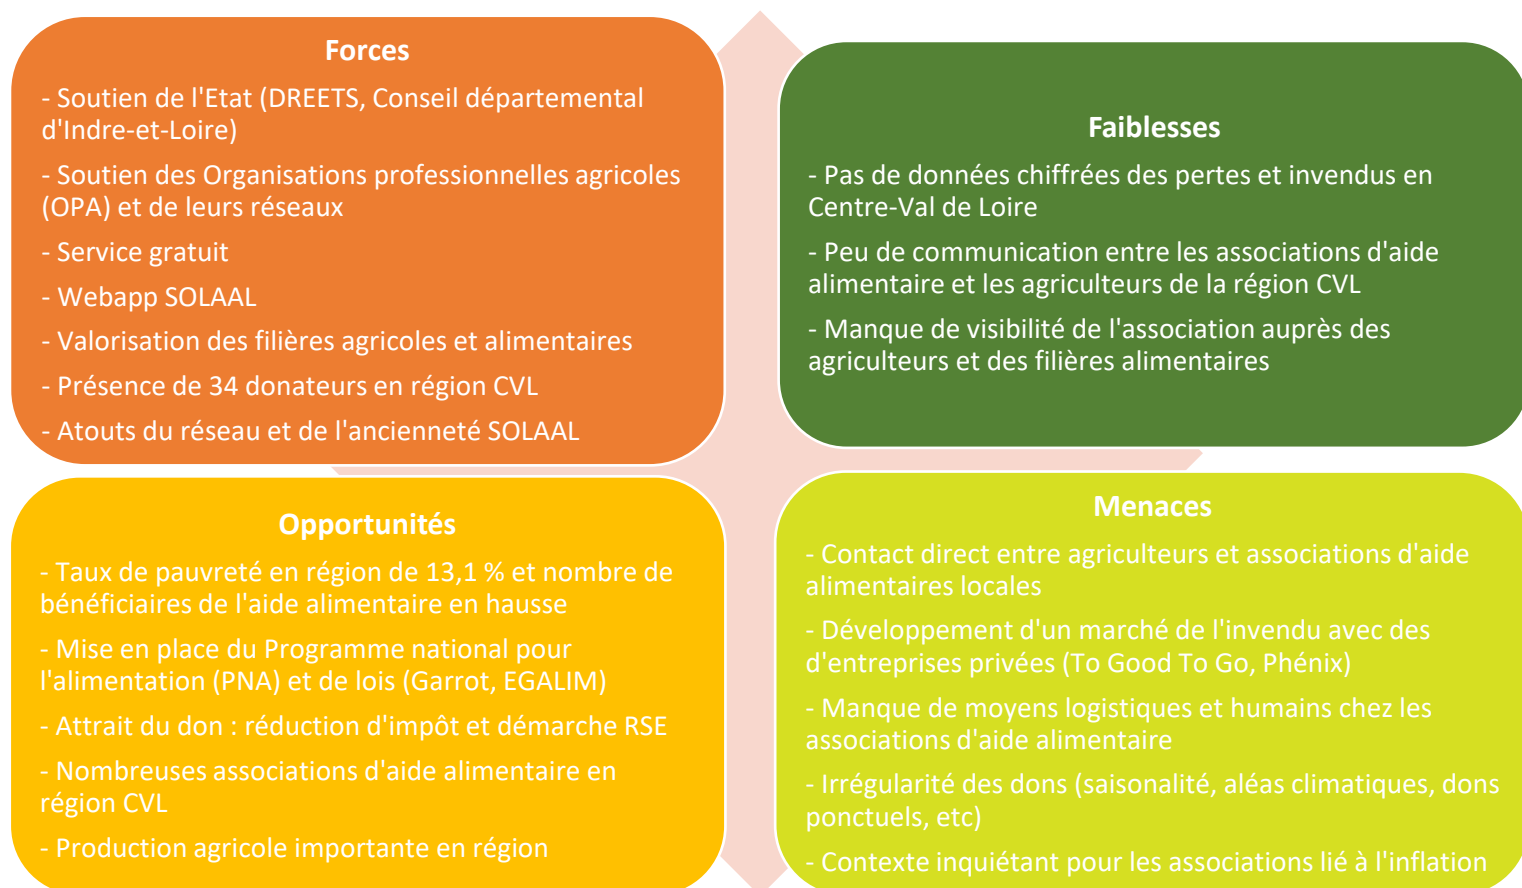 Forces
- Soutien de l'Etat (DREETS, Conseil départemental
d'Indre-et-Loire)
- Soutien des Organisations professionnelles agricoles
(OPA) et de leurs réseaux
- Service gratuit
- Webapp SOLAAL
- Valorisation des filières agricoles et alimentaires
- Présence de 34 donateurs en région CVL
- Atouts du réseau et de l'ancienneté SOLAAL
Faiblesses
- Pas de données chiffrées des pertes et invendus en
Centre-Val de Loire
- Peu de communication entre les associations d'aide
alimentaire et les agriculteurs de la région CVL
- Manque de visibilité de l'association auprès des
agriculteurs et des filières alimentaires
Opportunités
- Taux de pauvreté en région de 13,1 % et nombre de
bénéficiaires de l'aide alimentaire en hausse
- Mise en place du Programme national pour
l'alimentation (PNA) et de lois (Garrot, EGALIM)
- Attrait du don : réduction d'impôt et démarche RSE
- Nombreuses associations d'aide alimentaire en
région CVL
- Production agricole importante en région
Menaces
- Contact direct entre agriculteurs et associations d'aide
alimentaires locales
- Développement d'un marché de l'invendu avec des
d'entreprises privées (To Good To Go, Phénix)
- Manque de moyens logistiques et humains chez les
associations d'aide alimentaire
- Irrégularité des dons (saisonalité, aléas climatiques, dons
ponctuels, etc)
- Contexte inquiétant pour les associations lié à l'inflation